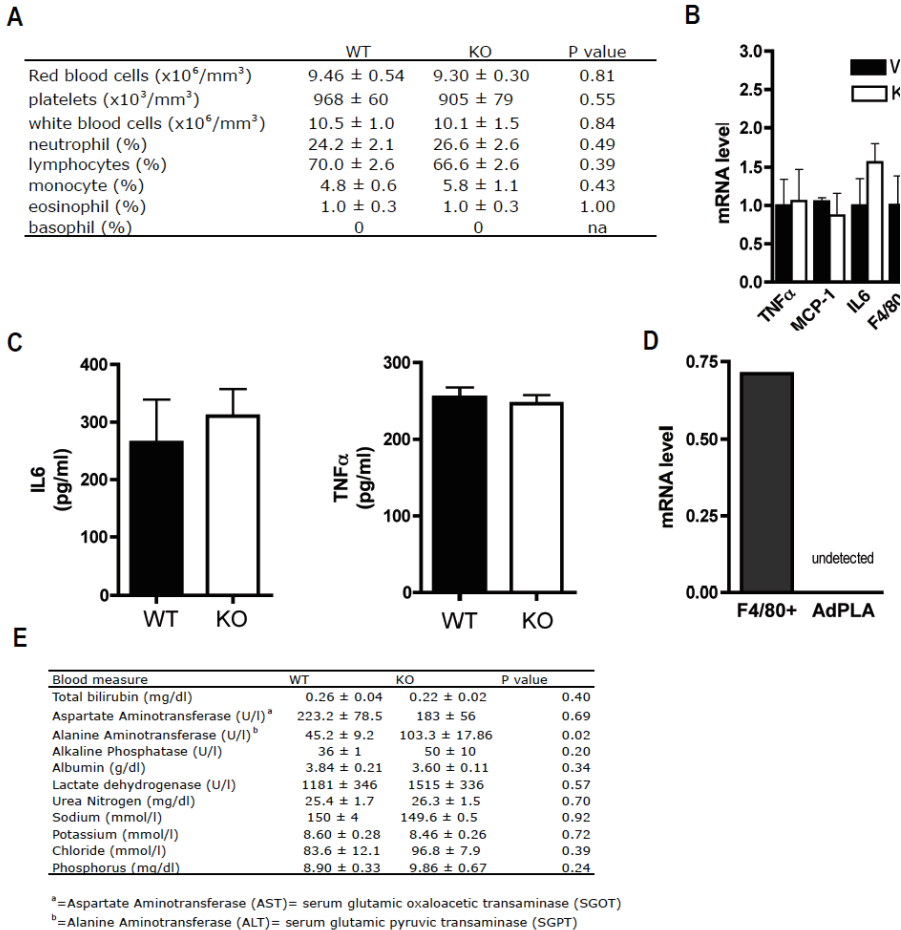 A
WT KO P value
Red blood cells (x10⁶/mm³) 9.46 ± 0.54 9.30 ± 0.30 0.81
platelets (x10³/mm³) 968 ± 60 905 ± 79 0.55
white blood cells (x10⁶/mm³) 10.5 ± 1.0 10.1 ± 1.5 0.84
neutrophil (%) 24.2 ± 2.1 26.6 ± 2.6 0.49
lymphocytes (%) 70.0 ± 2.6 66.6 ± 2.6 0.39
monocyte (%) 4.8 ± 0.6 5.8 ± 1.1 0.43
eosinophil (%) 1.0 ± 0.3 1.0 ± 0.3 1.00
basophil (%) 0 0 na
B
mRNA level
3.0
2.5
2.0
1.5
1.0
0.5
0.0
TNFα MCP-1 IL6 F4/80
C
IL6
(pg/ml)
400
300
200
100
0
WT KO
TNFα
(pg/ml)
300
200
100
0
WT KO
D
mRNA level
0.75
0.50
0.25
0.00
undetected
F4/80+ AdPLA
E
Blood measure WT KO P value
Total bilirubin (mg/dl) 0.26 ± 0.04 0.22 ± 0.02 0.40
Aspartate Aminotransferase (U/l)ᵃ 223.2 ± 78.5 183 ± 56 0.69
Alanine Aminotransferase (U/l)ᵇ 45.2 ± 9.2 103.3 ± 17.86 0.02
Alkaline Phosphatase (U/l) 36 ± 1 50 ± 10 0.20
Albumin (g/dl) 3.84 ± 0.21 3.60 ± 0.11 0.34
Lactate dehydrogenase (U/l) 1181 ± 346 1515 ± 336 0.57
Urea Nitrogen (mg/dl) 25.4 ± 1.7 26.3 ± 1.5 0.70
Sodium (mmol/l) 150 ± 4 149.6 ± 0.5 0.92
Potassium (mmol/l) 8.60 ± 0.28 8.46 ± 0.26 0.72
Chloride (mmol/l) 83.6 ± 12.1 96.8 ± 7.9 0.39
Phosphorus (mg/dl) 8.90 ± 0.33 9.86 ± 0.67 0.24
ᵃ=Aspartate Aminotransferase (AST)= serum glutamic oxaloacetic transaminase (SGOT)
ᵇ=Alanine Aminotransferase (ALT)= serum glutamic pyruvic transaminase (SGPT)